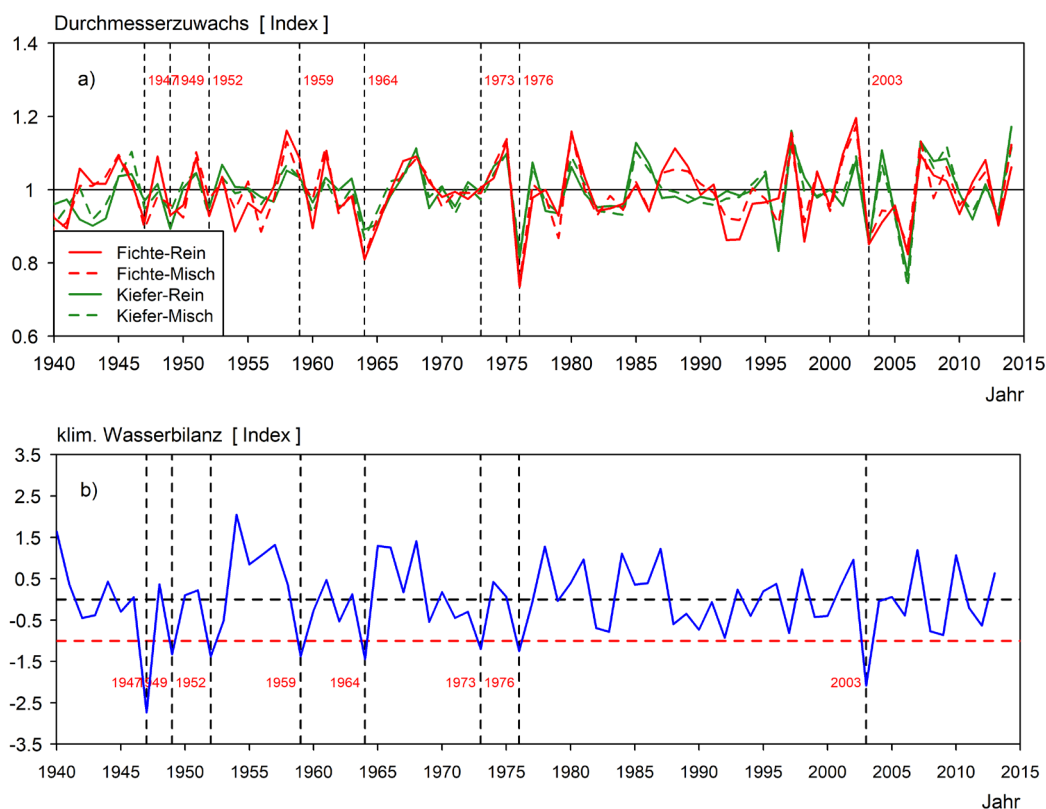 Durchmesserzuwachs [ Index ]
1.4
a)
1947 1949 1952 1959 1964 1973 1976 2003
1.2
1
0.8
0.6
Fichte-Rein
Fichte-Misch
Kiefer-Rein
Kiefer-Misch
1940 1945 1950 1955 1960 1965 1970 1975 1980 1985 1990 1995 2000 2005 2010 2015
Jahr
klim. Wasserbilanz [ Index ]
3.5
b)
2.5
1.5
0.5
-0.5
-1.5
1947 1949 1952 1959 1964 1973 1976 2003
-2.5
-3.5
1940 1945 1950 1955 1960 1965 1970 1975 1980 1985 1990 1995 2000 2005 2010 2015
Jahr